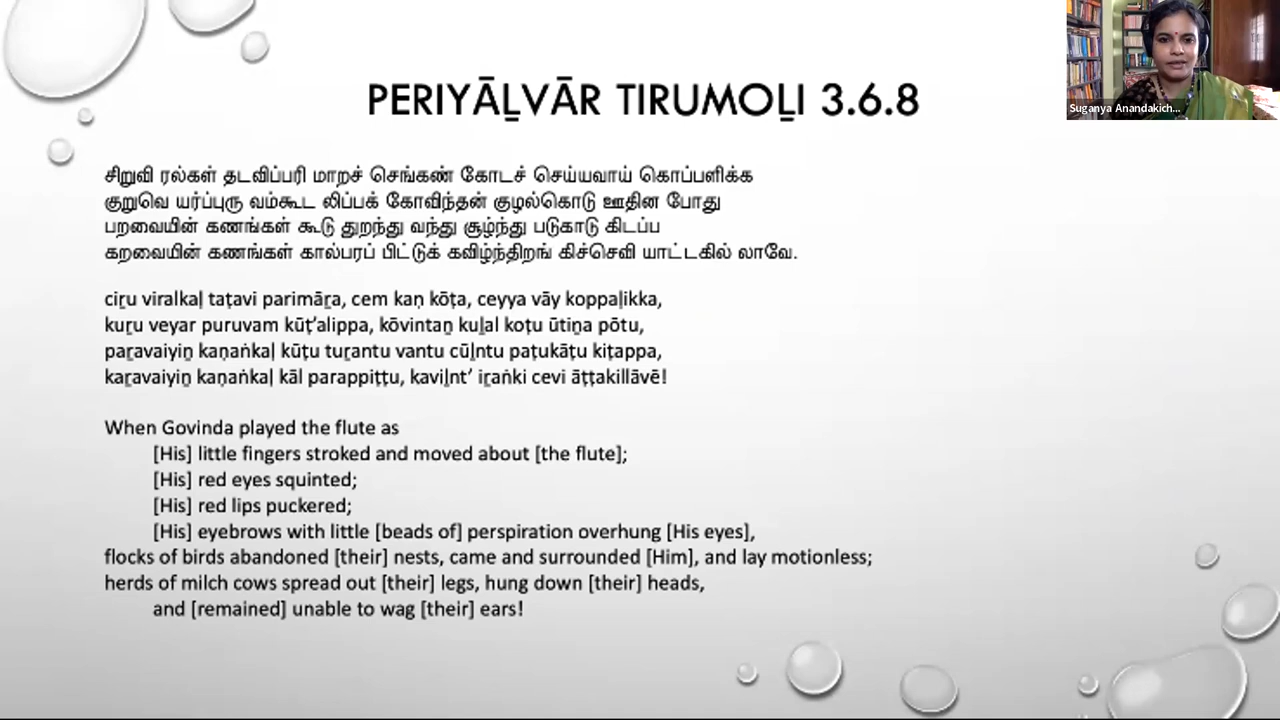 PERIYĀḺVĀR TIRUMOḺI 3.6.8
Suganya Anandakich...
சிறுவி ரல்கள் தடவிப்பரி மாறச் செங்கண் கோடச் செய்யவாய் கொப்பளிக்க
குறுவெ யர்ப்புரு வம்கூட லிப்பக் கோவிந்தன் குழல்கொடு ஊதின போது
பறவையின் கணங்கள் கூடு துறந்து வந்து சூழ்ந்து படுகாடு கிடப்ப
கறவையின் கணங்கள் கால்பரப் பிட்டுக் கவிழ்ந்திறங் கிச்செவி யாட்டகில் லாவே.
ciṟu viralkaḷ taṭavi parimāṟa, cem kaṇ kōṭa, ceyya vāy koppaḷikka,
kuṟu veyar puruvam kūṭ’alippa, kōvintaṉ kuḻal koṭu ūtiṉa pōtu,
paṟavaiyiṉ kaṇaṅkaḷ kūṭu tuṟantu vantu cūḻntu paṭukāṭu kiṭappa,
kaṟavaiyiṉ kaṇaṅkaḷ kāl parappiṭṭu, kaviḻnt’ iṟaṅki cevi āṭṭakillāvē!
When Govinda played the flute as
[His] little fingers stroked and moved about [the flute];
[His] red eyes squinted;
[His] red lips puckered;
[His] eyebrows with little [beads of] perspiration overhung [His eyes],
flocks of birds abandoned [their] nests, came and surrounded [Him], and lay motionless;
herds of milch cows spread out [their] legs, hung down [their] heads,
and [remained] unable to wag [their] ears!